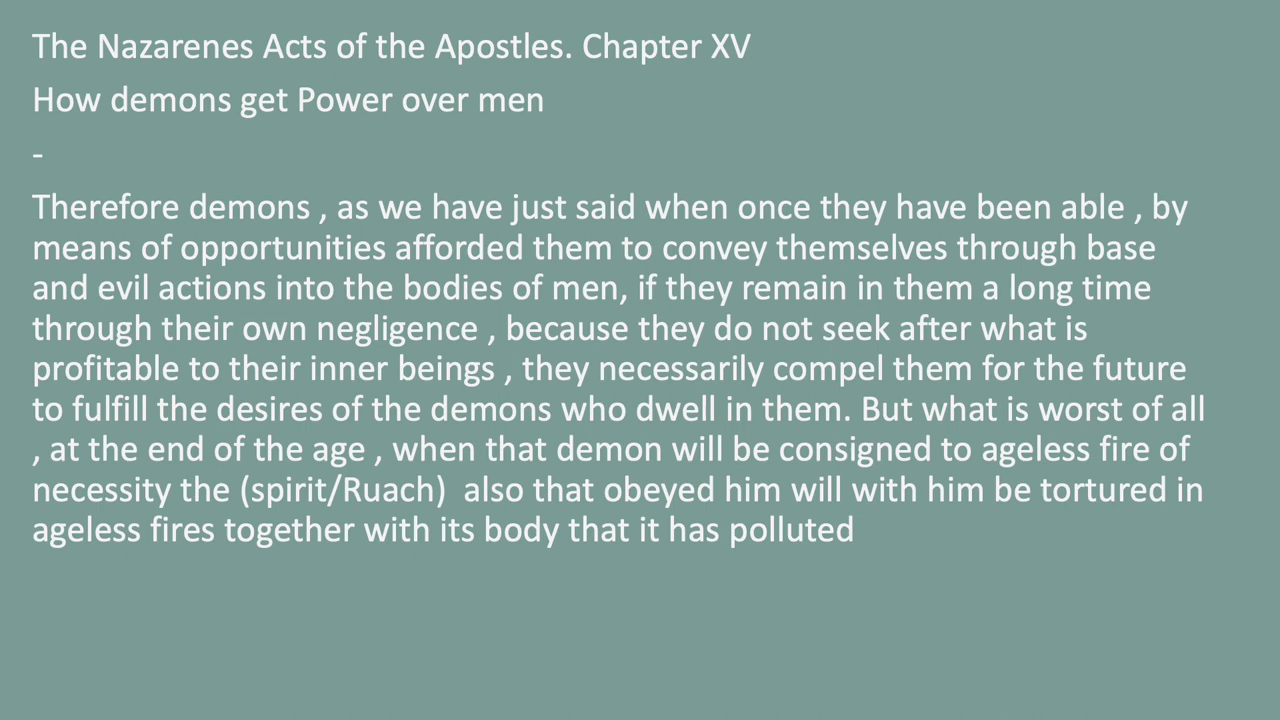 The Nazarenes Acts of the Apostles. Chapter XV
How demons get Power over men
-
Therefore demons , as we have just said when once they have been able , by
means of opportunities afforded them to convey themselves through base
and evil actions into the bodies of men, if they remain in them a long time
through their own negligence , because they do not seek after what is
profitable to their inner beings , they necessarily compel them for the future
to fulfill the desires of the demons who dwell in them. But what is worst of all
, at the end of the age , when that demon will be consigned to ageless fire of
necessity the (spirit/Ruach)  also that obeyed him will with him be tortured in
ageless fires together with its body that it has polluted